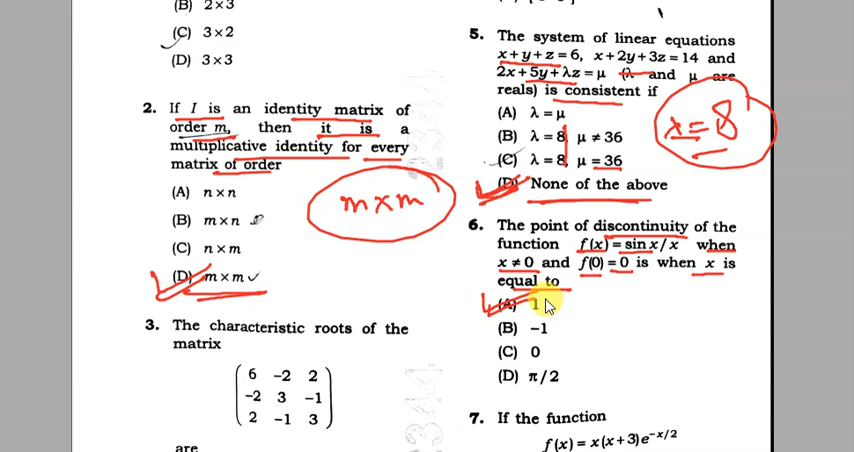 (B) 2×3
(C) 3×2
(D) 3×3
2. If I is an identity matrix of
order m, then it is a
multiplicative identity for every
matrix of order
(A) n×n
(B) m×n
(C) n×m
(D) m×m
m×m
3. The characteristic roots of the
matrix
6 -2 2
-2 3 -1
2 -1 3
are
5. The system of linear equations
x+y+z=6, x+2y+3z=14 and
2x+5y+λz=μ (λ and μ are
reals) is consistent if
(A) λ=μ
(B) λ=8, μ≠36
(C) λ=8, μ=36
(D) None of the above
λ=8
6. The point of discontinuity of the
function f(x)=sin x/x when
x≠0 and f(0)=0 is when x is
equal to
(A) 1
(B) -1
(C) 0
(D) π/2
7. If the function
f(x)=x(x+3)e^{-x/2}